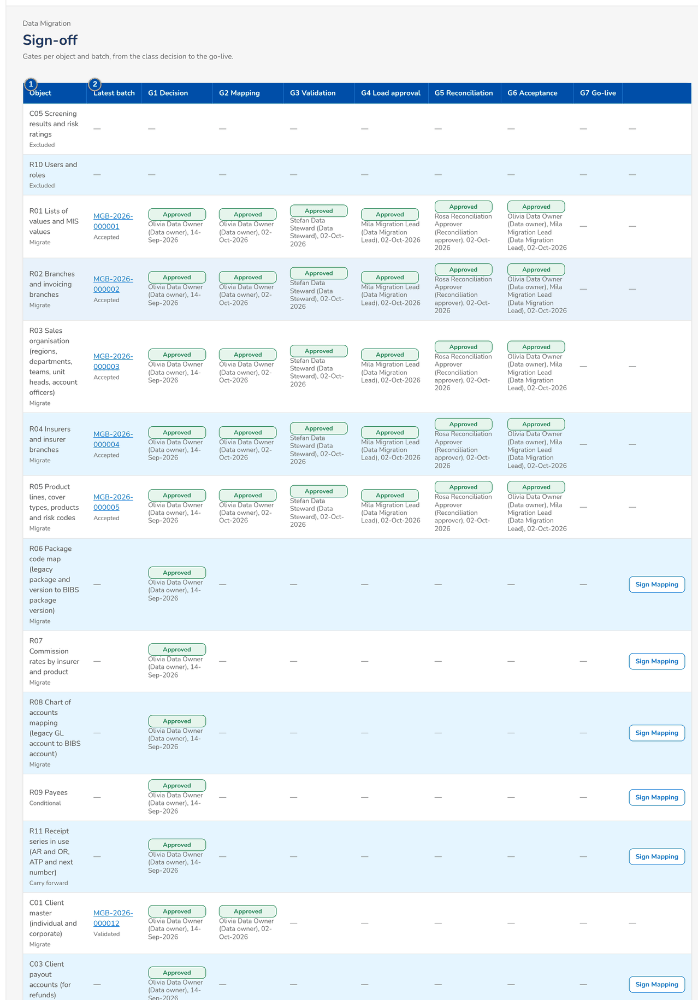 Data Migration
Sign-off
Gates per object and batch, from the class decision to the go-live.
1
2
Object
Latest batch
G1 Decision
G2 Mapping
G3 Validation
G4 Load approval
G5 Reconciliation
G6 Acceptance
G7 Go-live
C05 Screening
results and risk
ratings
Excluded
—
—
—
—
—
—
—
—
—
R10 Users and
roles
Excluded
—
—
—
—
—
—
—
—
—
R01 Lists of
values and MIS
values
Migrate
MGB-2026-
000001
Accepted
Approved
Olivia Data Owner
(Data owner), 14-
Sep-2026
Approved
Olivia Data Owner
(Data owner), 02-
Oct-2026
Approved
Stefan Data
Steward (Data
Steward), 02-Oct-
2026
Approved
Mila Migration Lead
(Data Migration
Lead), 02-Oct-2026
Approved
Rosa Reconciliation
Approver
(Reconciliation
approver), 02-Oct-
2026
Approved
Olivia Data Owner
(Data owner), Mila
Migration Lead
(Data Migration
Lead), 02-Oct-2026
—
—
R02 Branches
and invoicing
branches
Migrate
MGB-2026-
000002
Accepted
Approved
Olivia Data Owner
(Data owner), 14-
Sep-2026
Approved
Olivia Data Owner
(Data owner), 02-
Oct-2026
Approved
Stefan Data
Steward (Data
Steward), 02-Oct-
2026
Approved
Mila Migration Lead
(Data Migration
Lead), 02-Oct-2026
Approved
Rosa Reconciliation
Approver
(Reconciliation
approver), 02-Oct-
2026
Approved
Olivia Data Owner
(Data owner), Mila
Migration Lead
(Data Migration
Lead), 02-Oct-2026
—
—
R03 Sales
organisation
(regions,
departments,
teams, unit
heads, account
officers)
Migrate
MGB-2026-
000003
Accepted
Approved
Olivia Data Owner
(Data owner), 14-
Sep-2026
Approved
Olivia Data Owner
(Data owner), 02-
Oct-2026
Approved
Stefan Data
Steward (Data
Steward), 02-Oct-
2026
Approved
Mila Migration Lead
(Data Migration
Lead), 02-Oct-2026
Approved
Rosa Reconciliation
Approver
(Reconciliation
approver), 02-Oct-
2026
Approved
Olivia Data Owner
(Data owner), Mila
Migration Lead
(Data Migration
Lead), 02-Oct-2026
—
—
R04 Insurers
and insurer
branches
Migrate
MGB-2026-
000004
Accepted
Approved
Olivia Data Owner
(Data owner), 14-
Sep-2026
Approved
Olivia Data Owner
(Data owner), 02-
Oct-2026
Approved
Stefan Data
Steward (Data
Steward), 02-Oct-
2026
Approved
Mila Migration Lead
(Data Migration
Lead), 02-Oct-2026
Approved
Rosa Reconciliation
Approver
(Reconciliation
approver), 02-Oct-
2026
Approved
Olivia Data Owner
(Data owner), Mila
Migration Lead
(Data Migration
Lead), 02-Oct-2026
—
—
R05 Product
lines, cover
types, products
and risk codes
Migrate
MGB-2026-
000005
Accepted
Approved
Olivia Data Owner
(Data owner), 14-
Sep-2026
Approved
Olivia Data Owner
(Data owner), 02-
Oct-2026
Approved
Stefan Data
Steward (Data
Steward), 02-Oct-
2026
Approved
Mila Migration Lead
(Data Migration
Lead), 02-Oct-2026
Approved
Rosa Reconciliation
Approver
(Reconciliation
approver), 02-Oct-
2026
Approved
Olivia Data Owner
(Data owner), Mila
Migration Lead
(Data Migration
Lead), 02-Oct-2026
—
—
R06 Package
code map
(legacy
package and
version to BIBS
package
version)
Migrate
—
Approved
Olivia Data Owner
(Data owner), 14-
Sep-2026
—
—
—
—
—
—
Sign Mapping
R07
Commission
rates by insurer
and product
Migrate
—
Approved
Olivia Data Owner
(Data owner), 14-
Sep-2026
—
—
—
—
—
—
Sign Mapping
R08 Chart of
accounts
mapping
(legacy GL
account to BIBS
account)
Migrate
—
Approved
Olivia Data Owner
(Data owner), 14-
Sep-2026
—
—
—
—
—
—
Sign Mapping
R09 Payees
Conditional
—
Approved
Olivia Data Owner
(Data owner), 14-
Sep-2026
—
—
—
—
—
—
Sign Mapping
R11 Receipt
series in use
(AR and OR,
ATP and next
number)
Carry forward
—
Approved
Olivia Data Owner
(Data owner), 14-
Sep-2026
—
—
—
—
—
—
Sign Mapping
C01 Client
master
(individual and
corporate)
Migrate
MGB-2026-
000012
Validated
Approved
Olivia Data Owner
(Data owner), 14-
Sep-2026
Approved
Olivia Data Owner
(Data owner), 02-
Oct-2026
—
—
—
—
—
—
C03 Client
payout
accounts (for
refunds)
—
Approved
Olivia Data Owner
(Data owner), 14-
Sep-2026
—
—
—
—
—
—
Sign Mapping